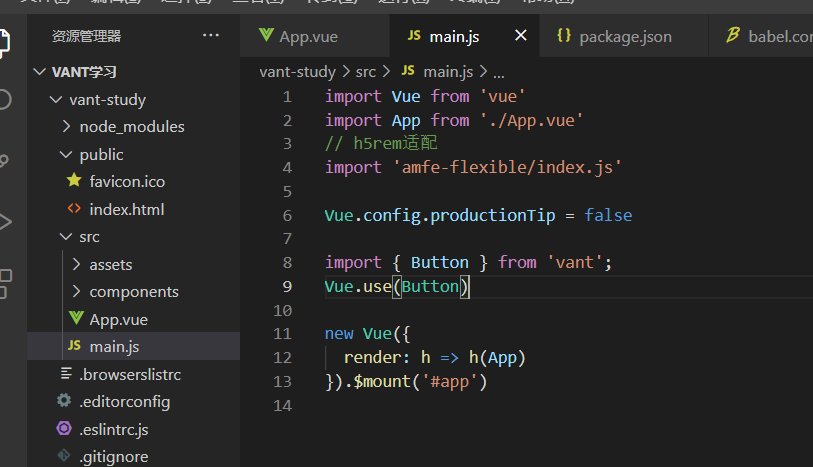 资源管理器
···
App.vue
JS main.js ×
{} package.json
babel.con
VANT学习
vant-study > src > JS main.js > ...
vant-study
node_modules
public
favicon.ico
<> index.html
src
assets
components
App.vue
JS main.js
.browserslistrc
.editorconfig
.eslintrc.js
.gitignore
1 import Vue from 'vue'
2 import App from './App.vue'
3 // h5rem适配
4 import 'amfe-flexible/index.js'
5
6 Vue.config.productionTip = false
7
8 import { Button } from 'vant';
9 Vue.use(Button)
10
11 new Vue({
12 render: h => h(App)
13 }).$mount('#app')
14